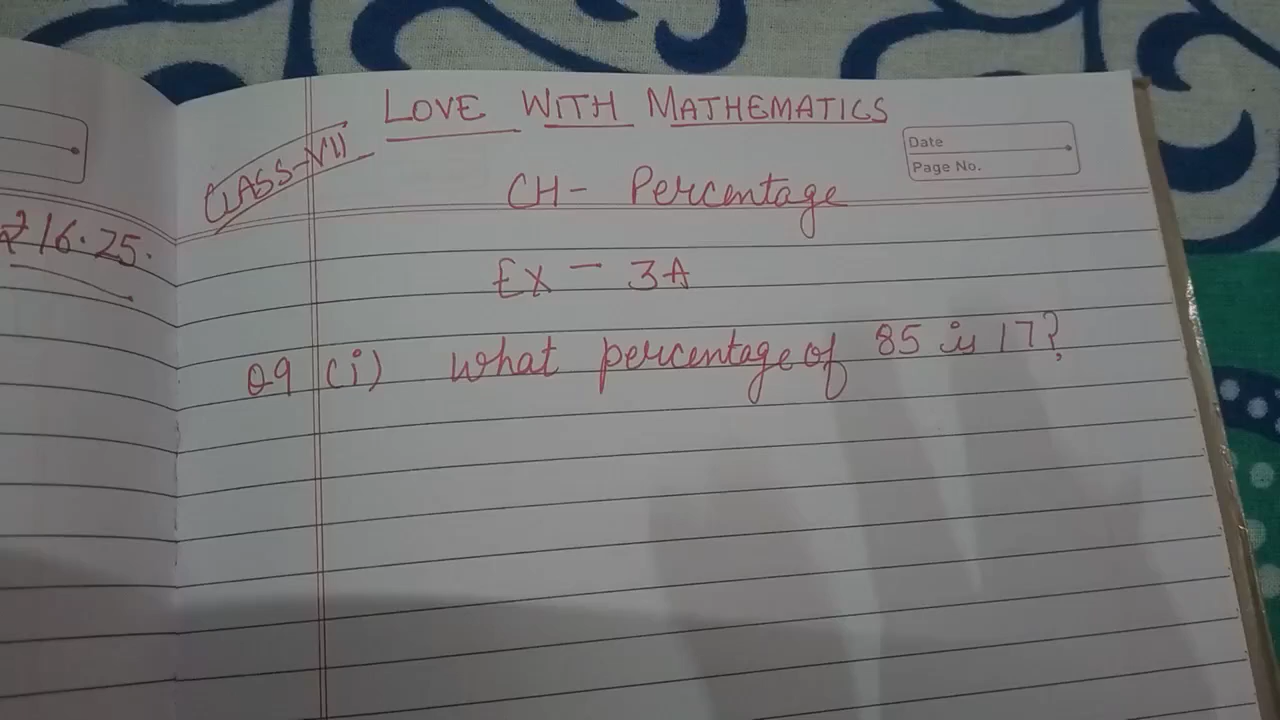 LOVE WITH MATHEMATICS
CLASS-VII
Date
Page No.
CH- Percentage
₹16.25.
EX - 3A
Q9 (i) What percentage of 85 is 17?